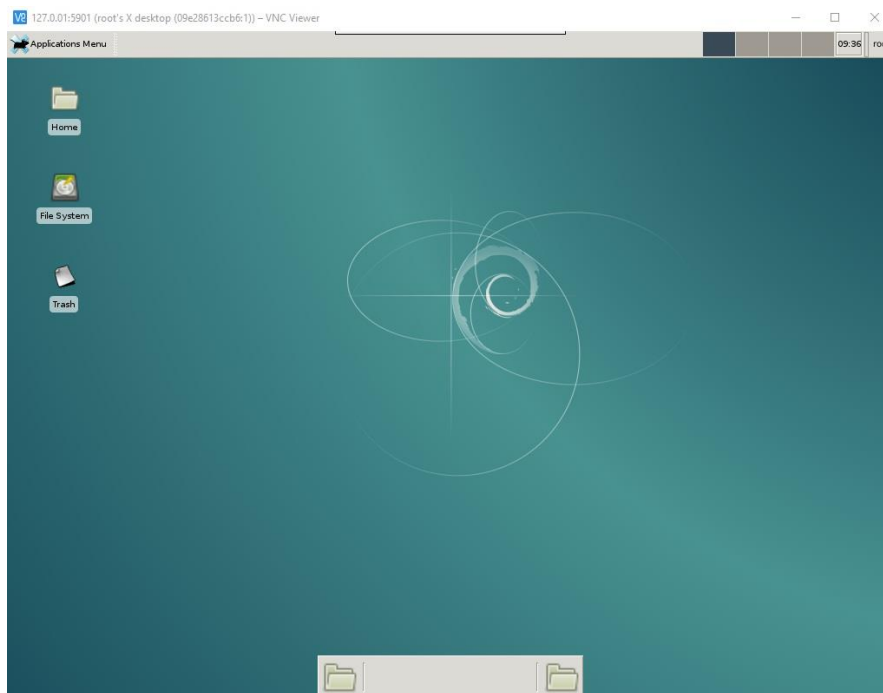 127.0.01:5901 (root's X desktop (09e28613ccb6:1)) – VNC Viewer
Applications Menu
09:36
Home
File System
Trash